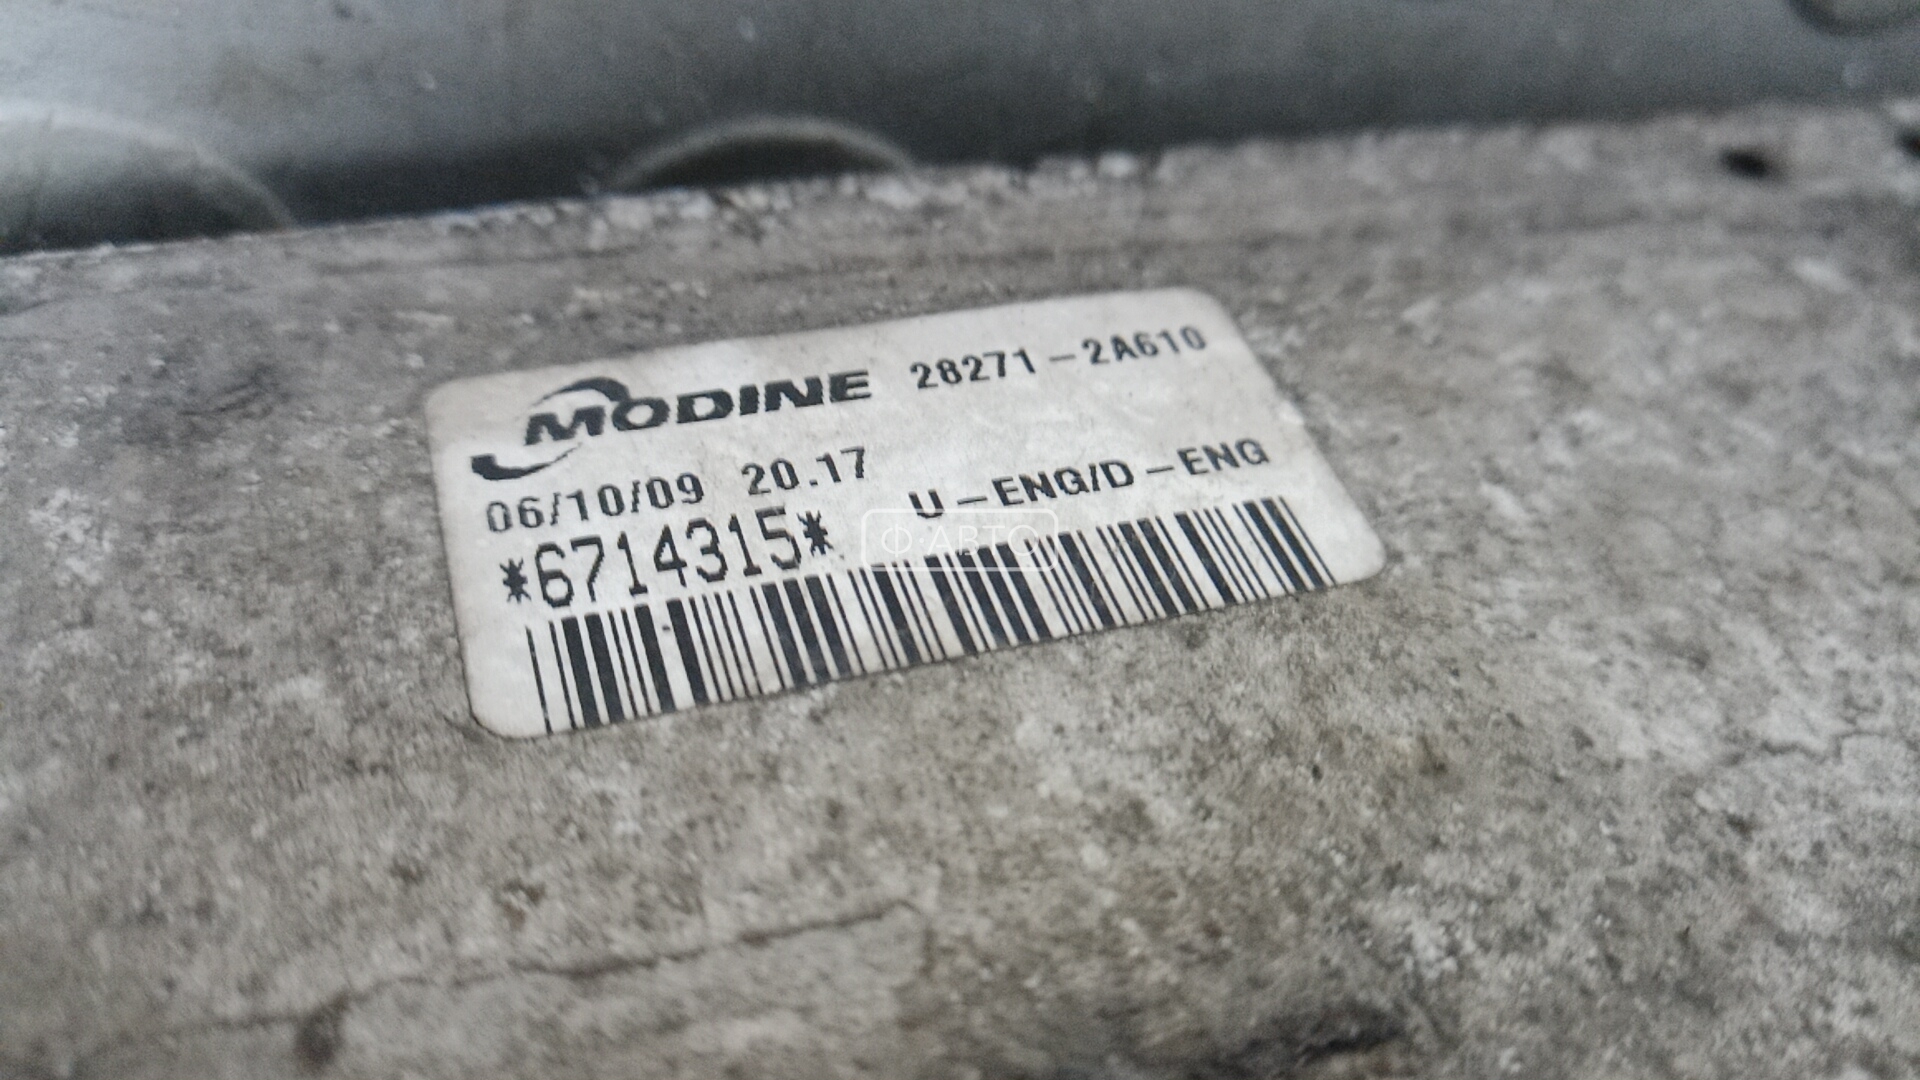 MODINE 28271-2A610
06/10/09 20.17
U-ENG/D-ENG
*6714315*
Ф·АВТО